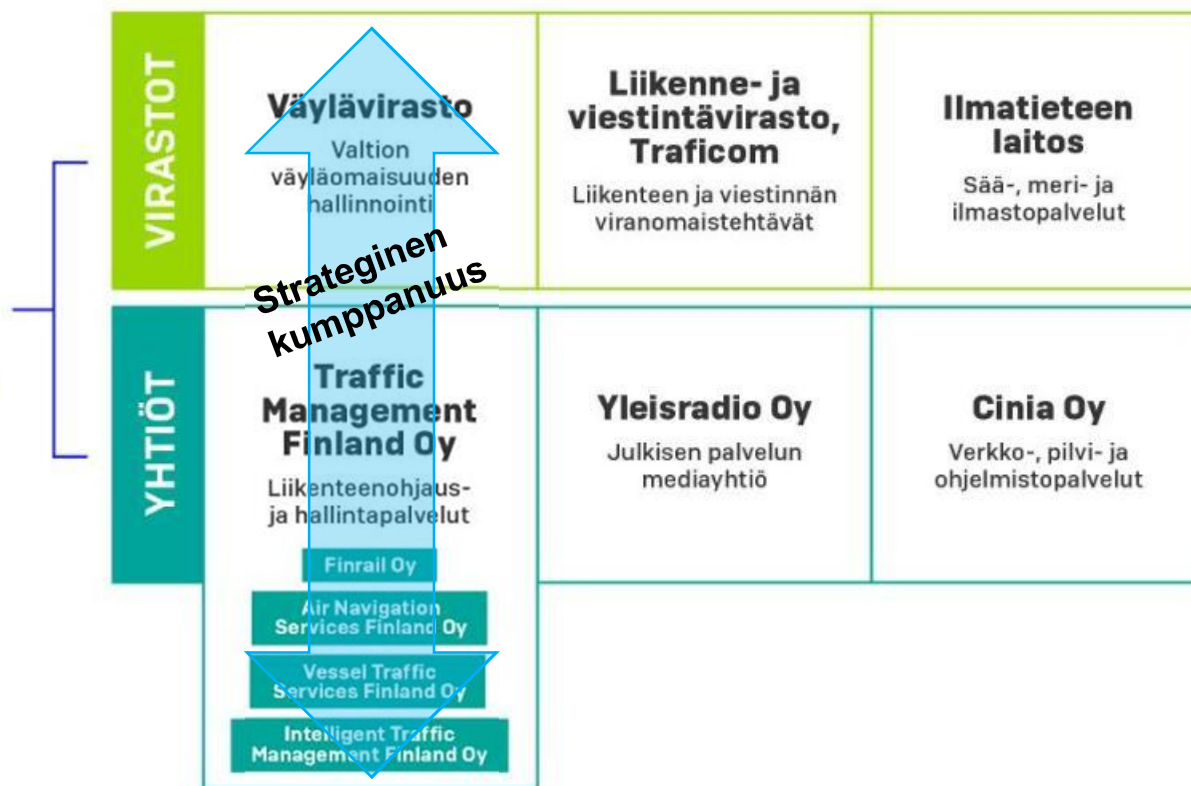 VIRASTOT
Väylävirasto
Valtion
väyläomaisuuden
hallinnointi
Liikenne- ja
viestintävirasto,
Traficom
Liikenteen ja viestinnän
viranomaistehtävät
Ilmatieteen
laitos
Sää-, meri- ja
ilmastopalvelut
Strateginen
kumppanuus
YHTIÖT
Traffic
Management
Finland Oy
Liikenteenohjaus-
ja hallintapalvelut
Finrail Oy
Air Navigation
Services Finland Oy
Vessel Traffic
Services Finland Oy
Intelligent Traffic
Management Finland Oy
Yleisradio Oy
Julkisen palvelun
mediayhtiö
Cinia Oy
Verkko-, pilvi- ja
ohjelmistopalvelut